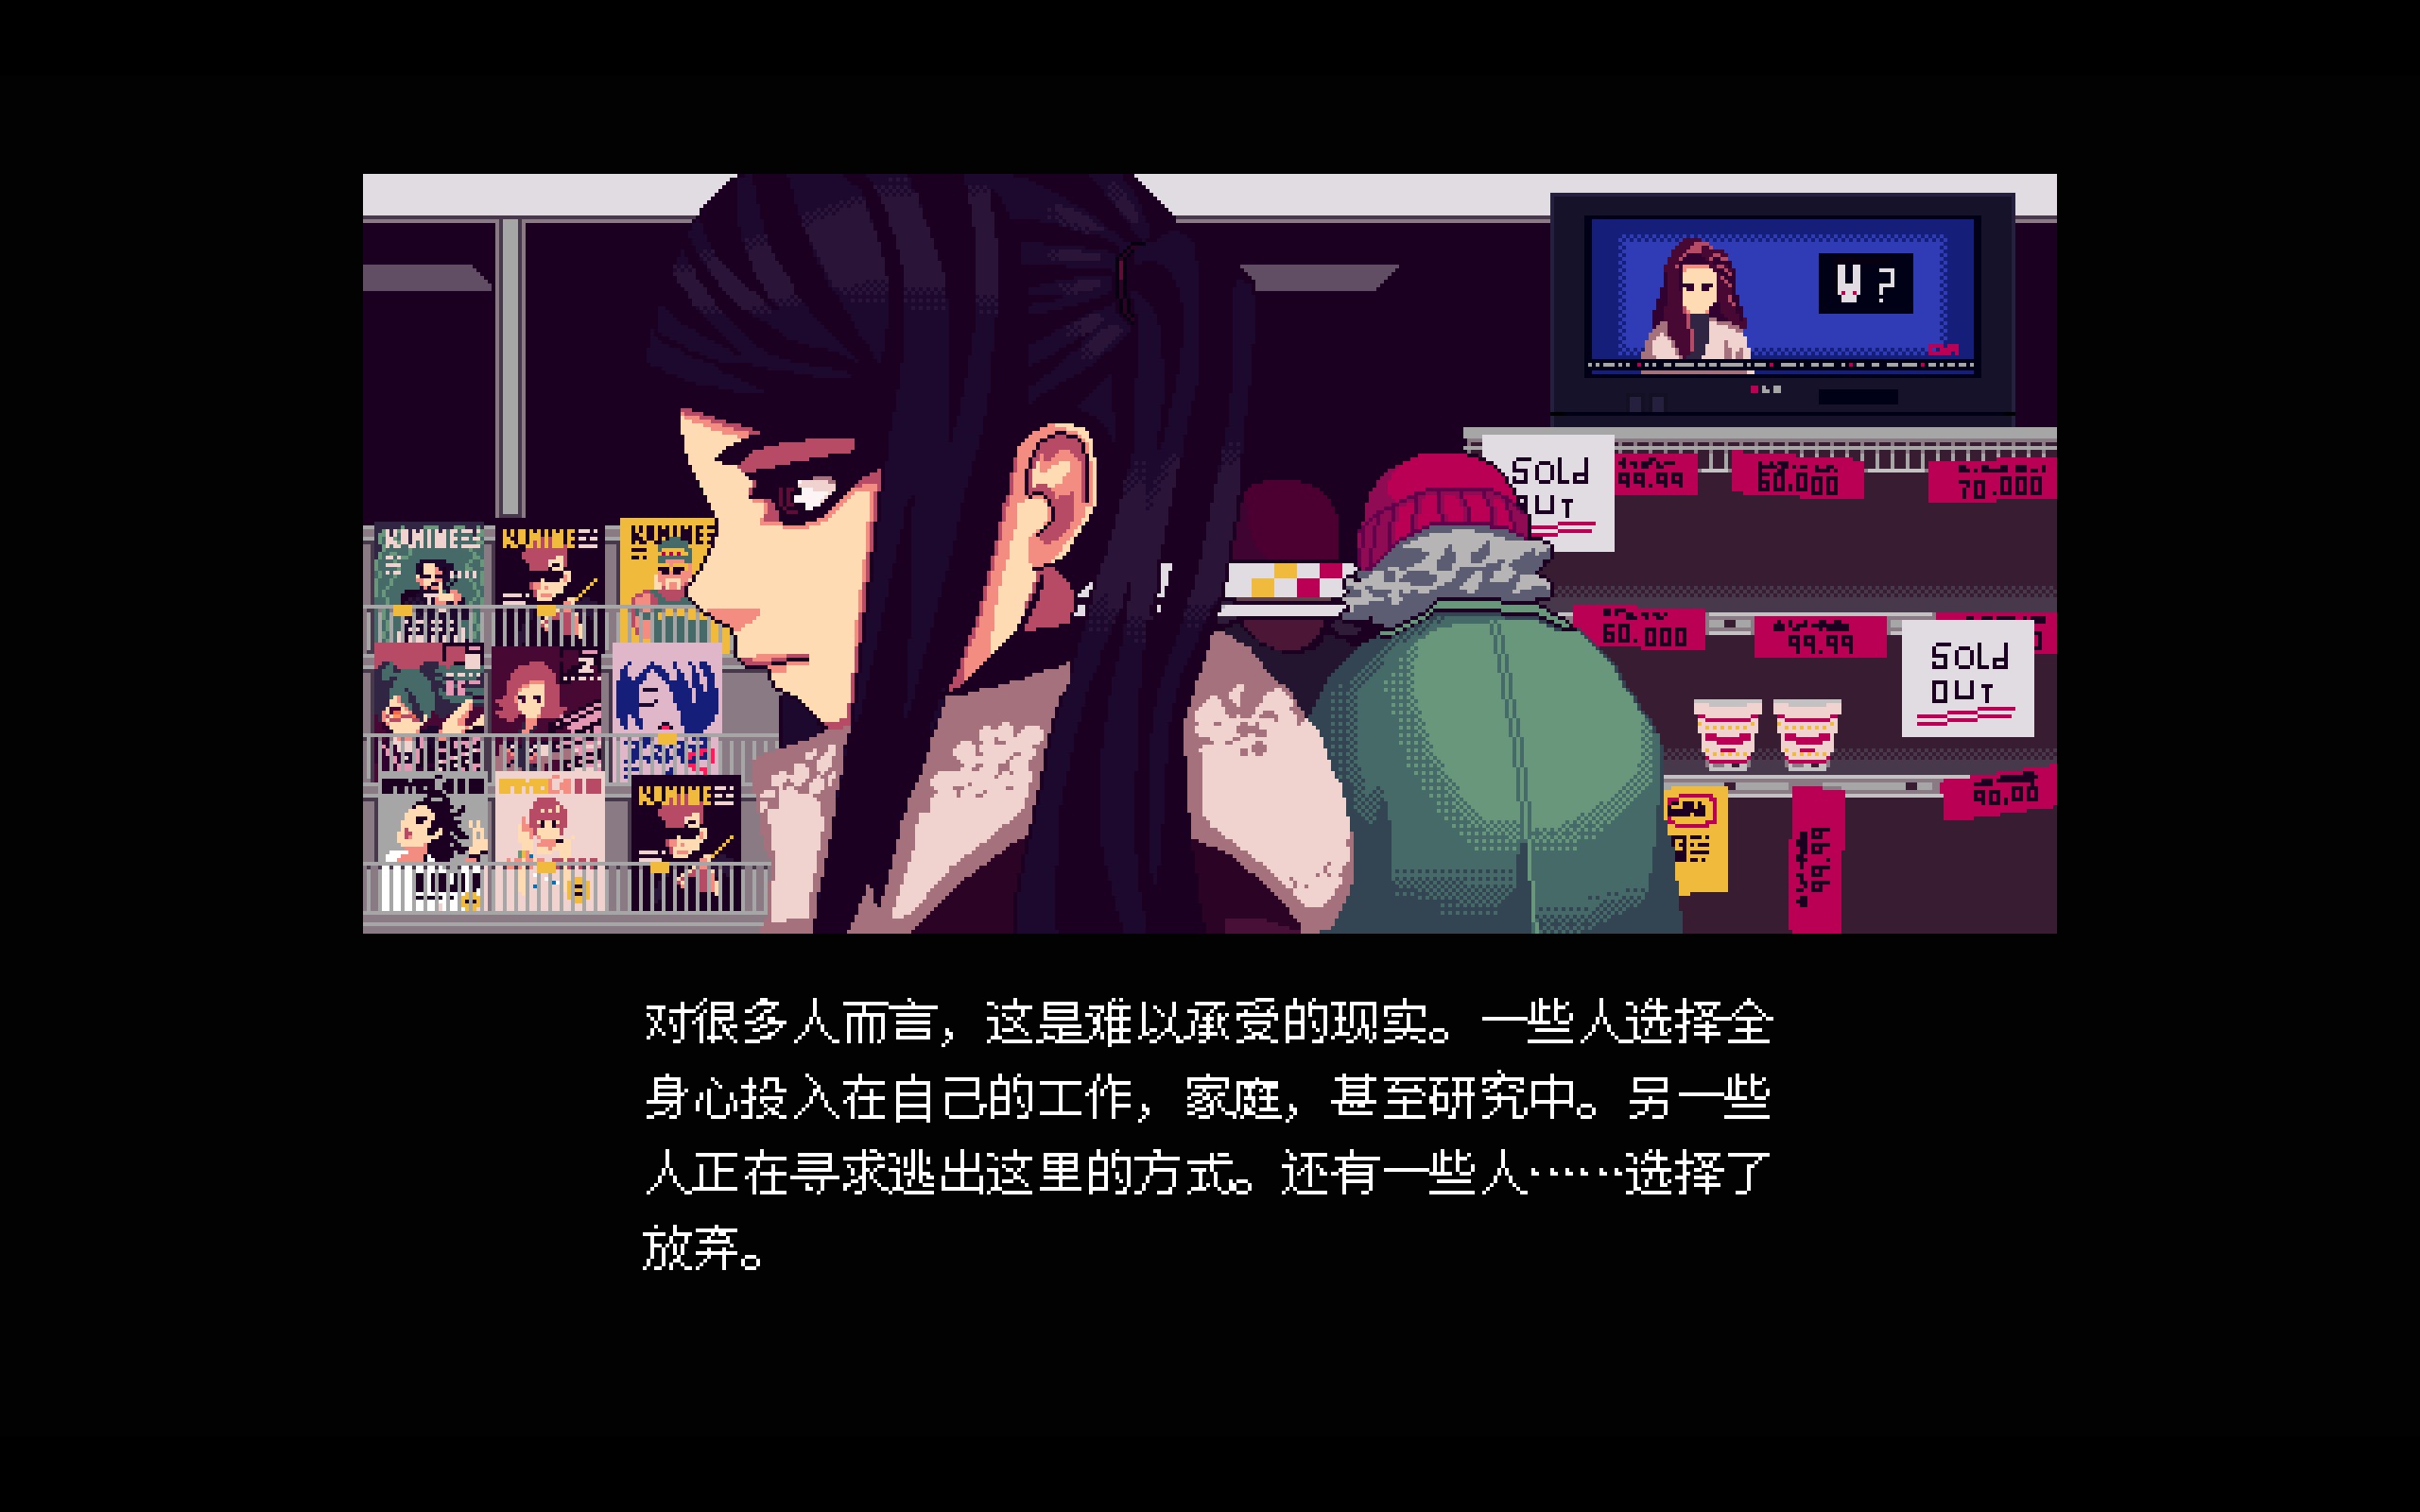 U?
Sold
OUT
99.99
60.000
70.000
60.000
99.99
Sold
OUT
90.00
99.99
对很多人而言，这是难以承受的现实。一些人选择全
身心投入在自己的工作，家庭，甚至研究中。另一些
人正在寻求逃出这里的方式。还有一些人……选择了
放弃。